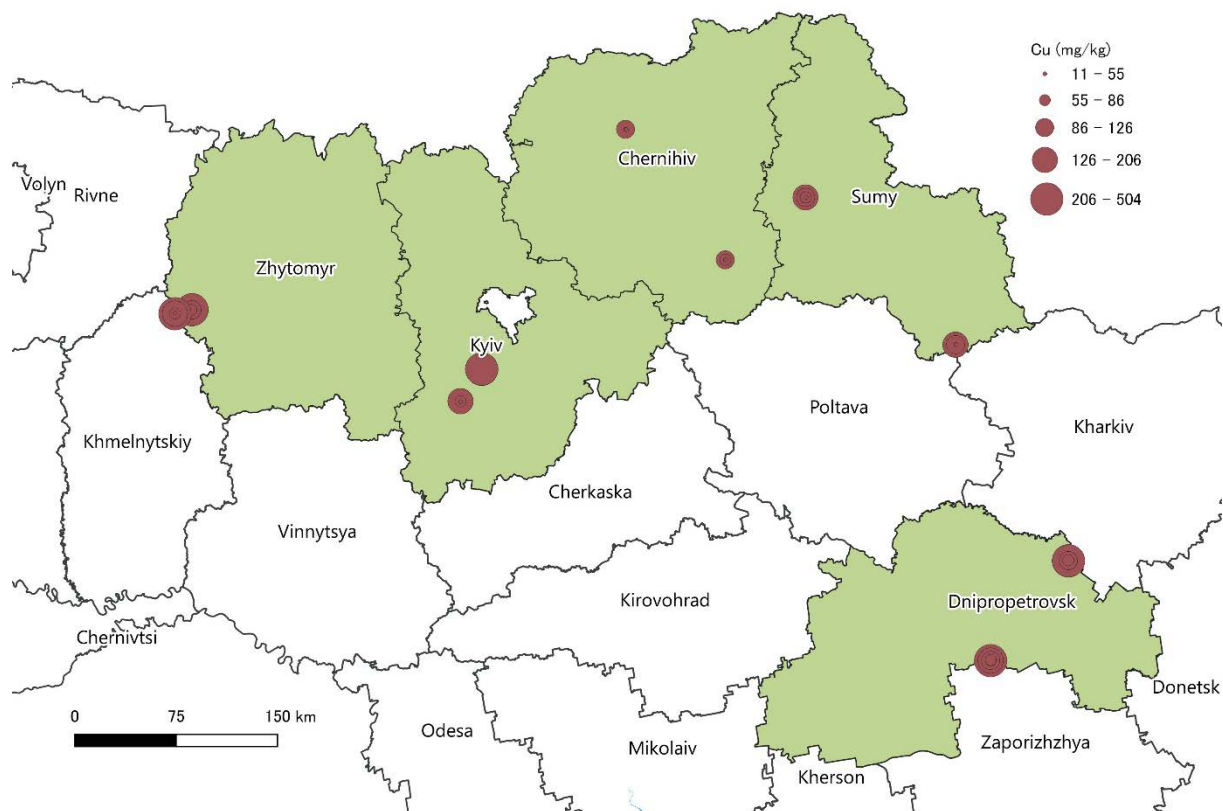 Cu (mg/kg)
11 – 55
55 – 86
86 – 126
126 – 206
206 – 504
Chernihiv
Volyn
Rivne
Sumy
Zhytomyr
Kyiv
Poltava
Kharkiv
Khmelnytskiy
Cherkaska
Vinnytsya
Kirovohrad
Dnipropetrovsk
Chernivtsi
Donetsk
0 75 150 km
Odesa
Mikolaiv
Zaporizhzhya
Kherson